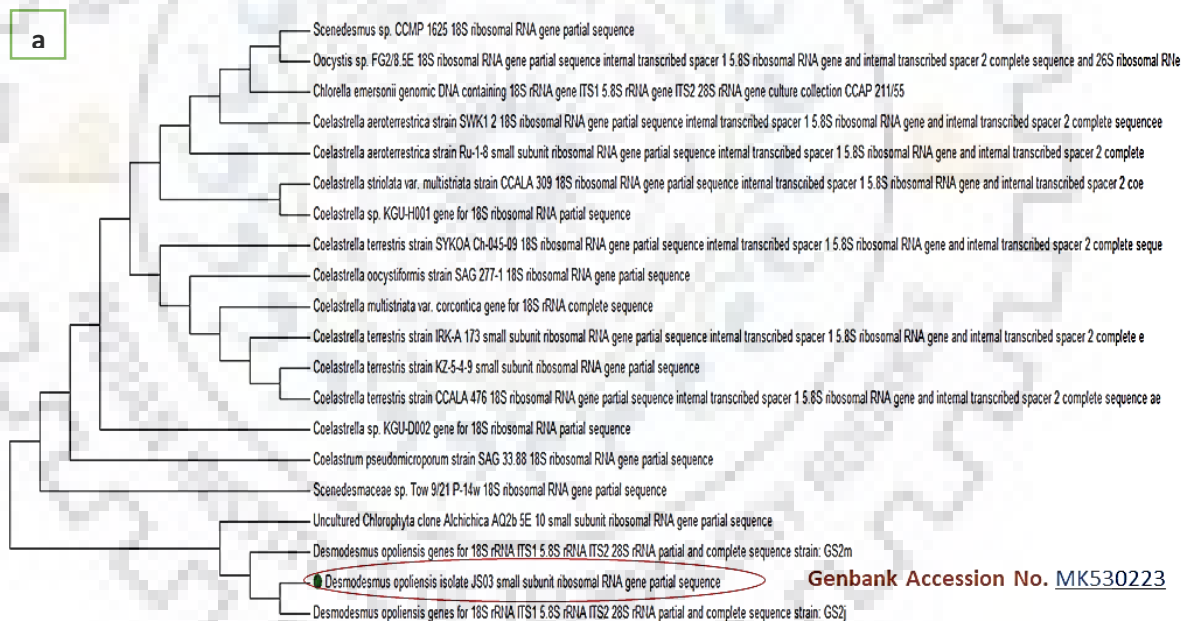 a
Scenedesmus sp. CCMP 1625 18S ribosomal RNA gene partial sequence
Oocystis sp. FG2/8.5E 18S ribosomal RNA gene partial sequence internal transcribed spacer 1 5.8S ribosomal RNA gene and internal transcribed spacer 2 complete sequence and 26S ribosomal RNe
Chlorella emersonii genomic DNA containing 18S rRNA gene ITS1 5.8S rRNA gene ITS2 28S rRNA gene culture collection CCAP 211/55
Coelastrella aeroterrestrica strain SWK1 2 18S ribosomal RNA gene partial sequence internal transcribed spacer 1 5.8S ribosomal RNA gene and internal transcribed spacer 2 complete sequencee
Coelastrella aeroterrestrica strain Ru-1-8 small subunit ribosomal RNA gene partial sequence internal transcribed spacer 1 5.8S ribosomal RNA gene and internal transcribed spacer 2 complete
Coelastrella striolata var. multistriata strain CCALA 309 18S ribosomal RNA gene partial sequence internal transcribed spacer 1 5.8S ribosomal RNA gene and internal transcribed spacer 2 coe
Coelastrella sp. KGU-H001 gene for 18S ribosomal RNA partial sequence
Coelastrella terrestris strain SYKOA Ch-045-09 18S ribosomal RNA gene partial sequence internal transcribed spacer 1 5.8S ribosomal RNA gene and internal transcribed spacer 2 complete seque
Coelastrella oocystiformis strain SAG 277-1 18S ribosomal RNA gene partial sequence
Coelastrella multistriata var. corcontica gene for 18S rRNA complete sequence
Coelastrella terrestris strain IRK-A 173 small subunit ribosomal RNA gene partial sequence internal transcribed spacer 1 5.8S ribosomal RNA gene and internal transcribed spacer 2 complete e
Coelastrella terrestris strain KZ-5-4-9 small subunit ribosomal RNA gene partial sequence
Coelastrella terrestris strain CCALA 476 18S ribosomal RNA gene partial sequence internal transcribed spacer 1 5.8S ribosomal RNA gene and internal transcribed spacer 2 complete sequence ae
Coelastrella sp. KGU-D002 gene for 18S ribosomal RNA partial sequence
Coelastrum pseudomicroporum strain SAG 33.88 18S ribosomal RNA gene partial sequence
Scenedesmaceae sp. Tow 9/21 P-14w 18S ribosomal RNA gene partial sequence
Uncultured Chlorophyta clone Alchichica AQ2b 5E 10 small subunit ribosomal RNA gene partial sequence
Desmodesmus opoliensis genes for 18S rRNA ITS1 5.8S rRNA ITS2 28S rRNA partial and complete sequence strain: GS2m
Desmodesmus opoliensis isolate JS03 small subunit ribosomal RNA gene partial sequence
Genbank Accession No. MK530223
Desmodesmus opoliensis genes for 18S rRNA ITS1 5.8S rRNA ITS2 28S rRNA partial and complete sequence strain: GS2j